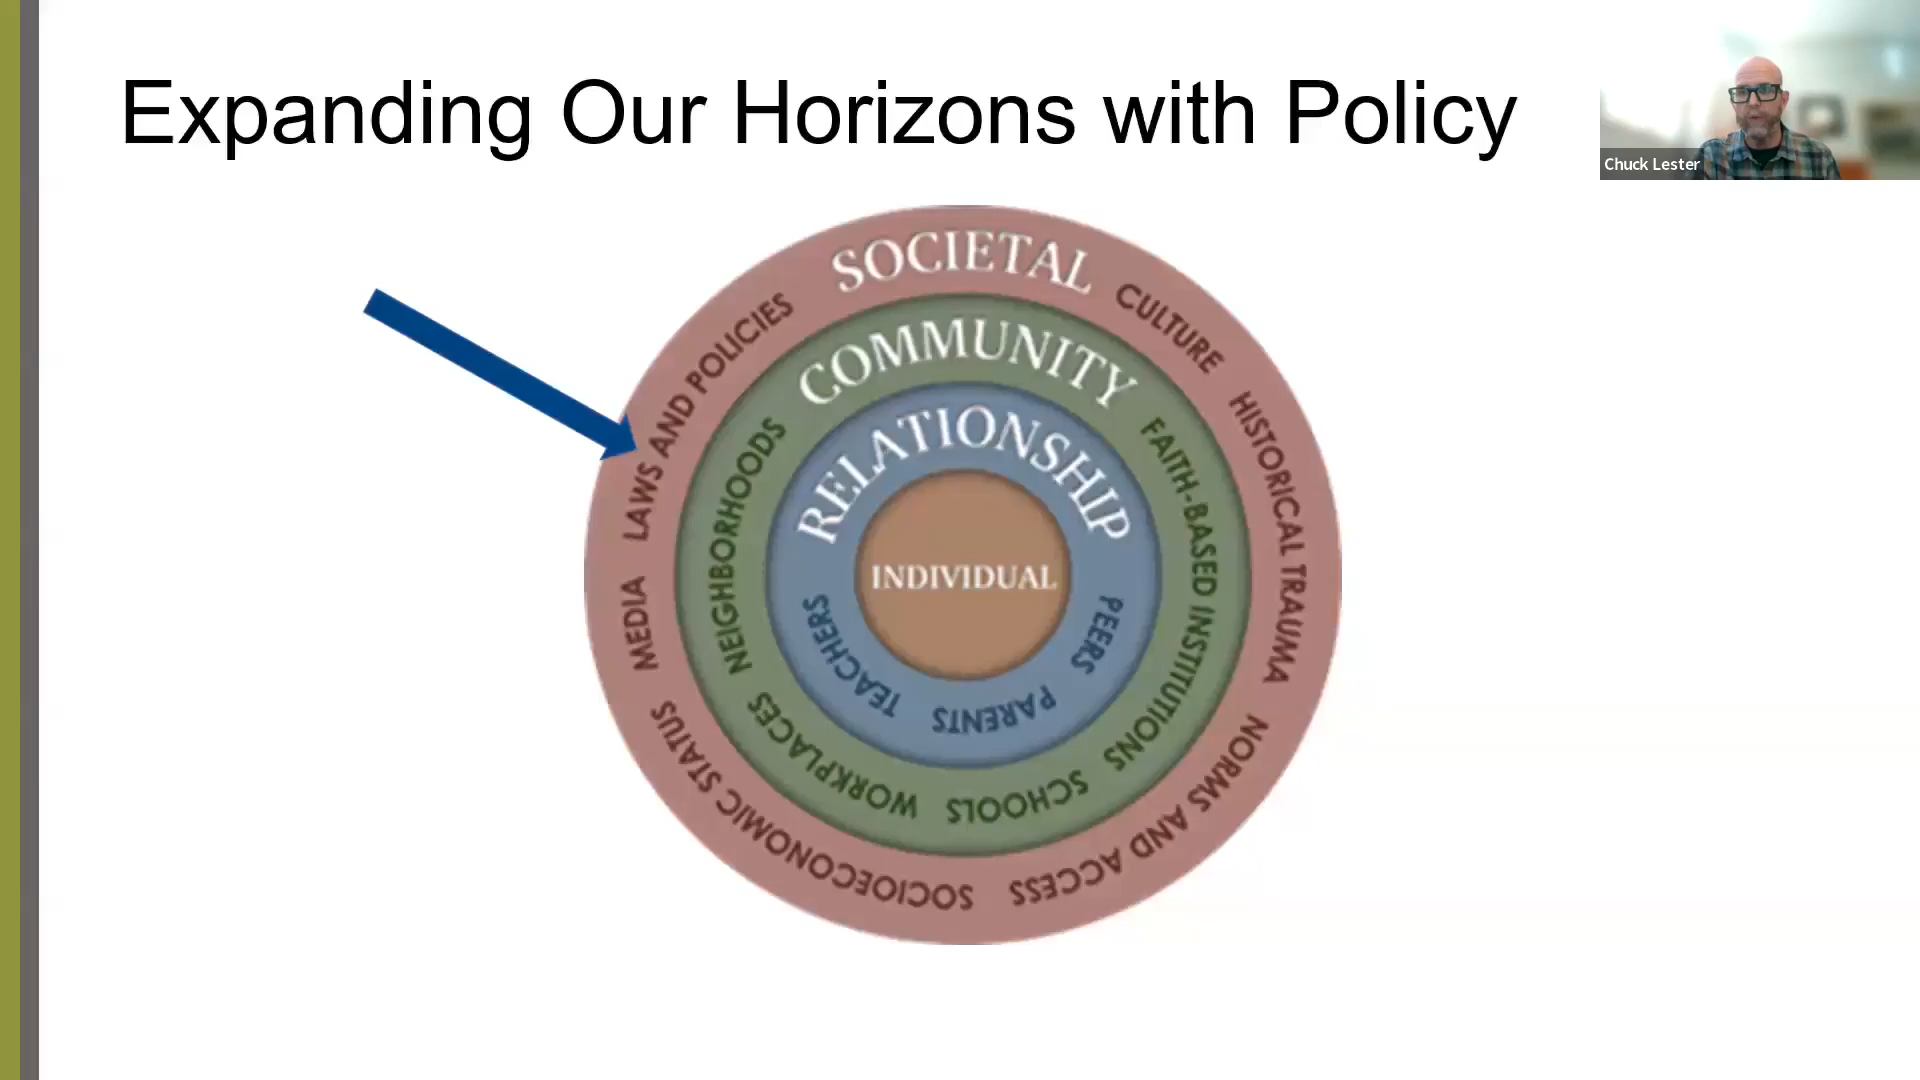 Expanding Our Horizons with Policy
Chuck Lester
SOCIETAL
CULTURE
HISTORICAL TRAUMA
NORMS AND ACCESS
SOCIOECONOMIC STATUS
MEDIA
LAWS AND POLICIES
COMMUNITY
FAITH-BASED INSTITUTIONS
SCHOOLS
WORKPLACES
NEIGHBORHOODS
RELATIONSHIP
PEERS
PARENTS
TEACHERS
INDIVIDUAL